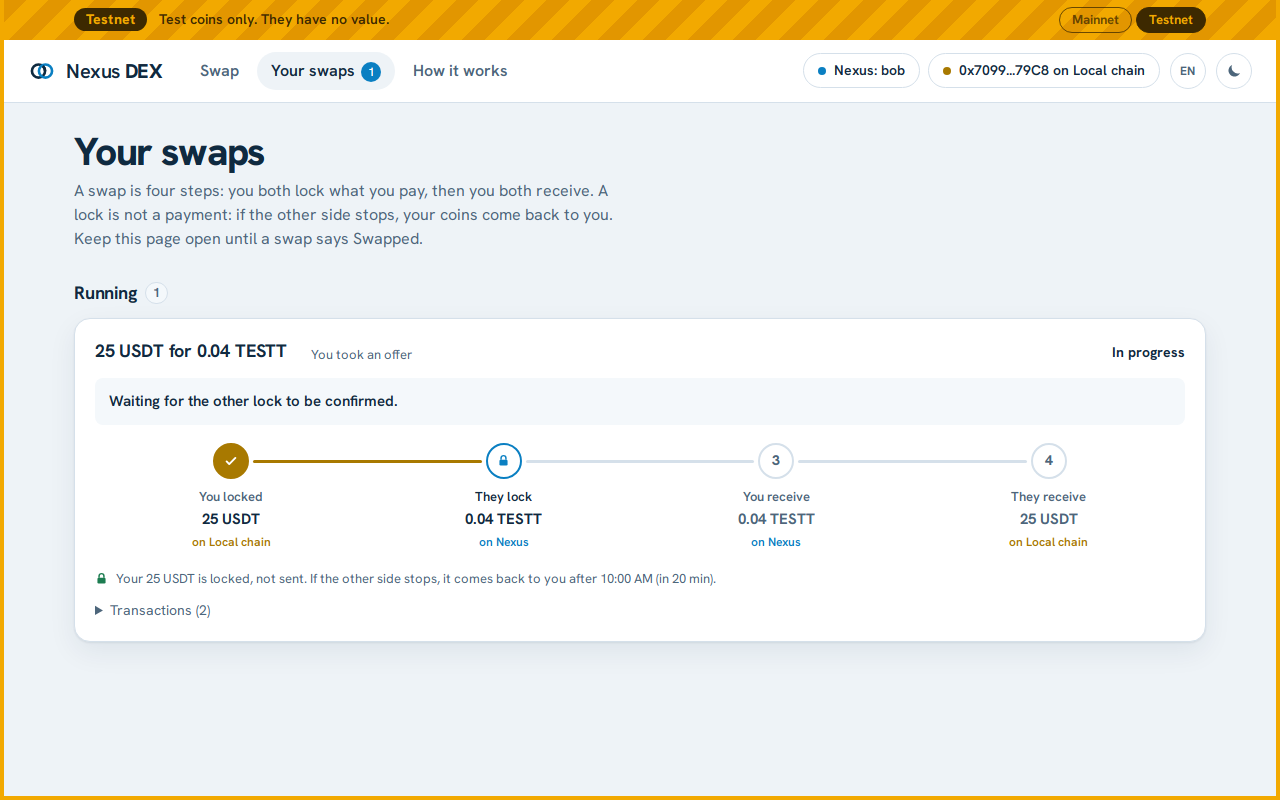 Testnet Test coins only. They have no value. Mainnet Testnet
Nexus DEX Swap Your swaps 1 How it works Nexus: bob 0x7099...79C8 on Local chain EN
Your swaps
A swap is four steps: you both lock what you pay, then you both receive. A
lock is not a payment: if the other side stops, your coins come back to you.
Keep this page open until a swap says Swapped.
Running 1
25 USDT for 0.04 TESTT You took an offer In progress
Waiting for the other lock to be confirmed.
3 4
You locked They lock You receive They receive
25 USDT 0.04 TESTT 0.04 TESTT 25 USDT
on Local chain on Nexus on Nexus on Local chain
Your 25 USDT is locked, not sent. If the other side stops, it comes back to you after 10:00 AM (in 20 min).
Transactions (2)